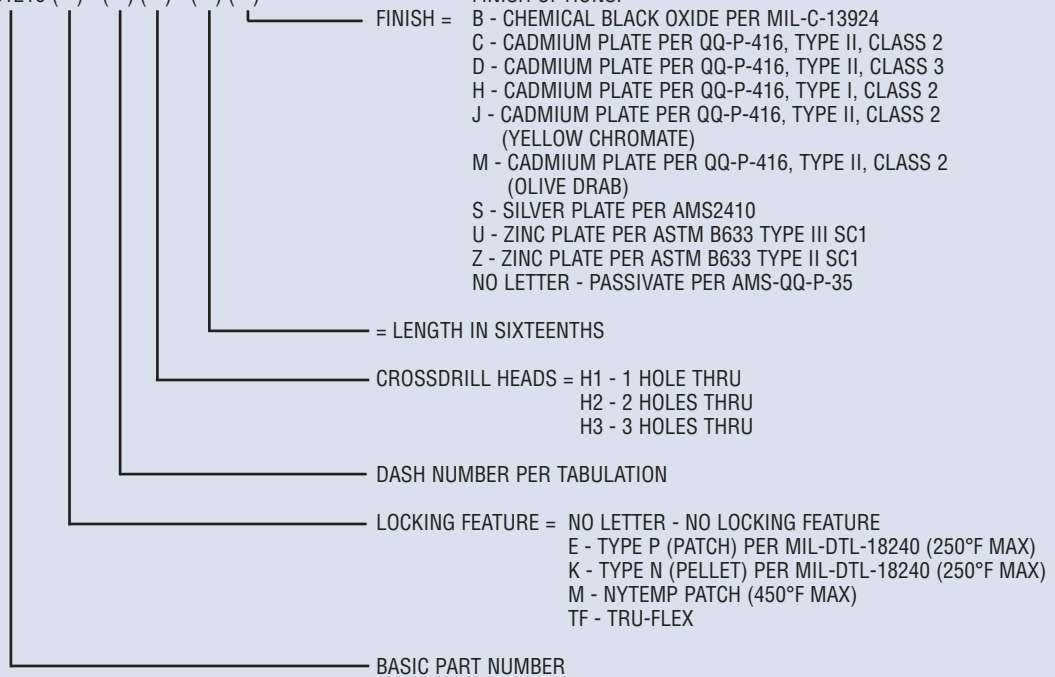 FINISH = B - CHEMICAL BLACK OXIDE PER MIL-C-13924
C - CADMIUM PLATE PER QQ-P-416, TYPE II, CLASS 2
D - CADMIUM PLATE PER QQ-P-416, TYPE II, CLASS 3
H - CADMIUM PLATE PER QQ-P-416, TYPE I, CLASS 2
J - CADMIUM PLATE PER QQ-P-416, TYPE II, CLASS 2
(YELLOW CHROMATE)
M - CADMIUM PLATE PER QQ-P-416, TYPE II, CLASS 2
(OLIVE DRAB)
S - SILVER PLATE PER AMS2410
U - ZINC PLATE PER ASTM B633 TYPE III SC1
Z - ZINC PLATE PER ASTM B633 TYPE II SC1
NO LETTER - PASSIVATE PER AMS-QQ-P-35
= LENGTH IN SIXTEENTHS
CROSSDRILL HEADS = H1 - 1 HOLE THRU
H2 - 2 HOLES THRU
H3 - 3 HOLES THRU
DASH NUMBER PER TABULATION
LOCKING FEATURE = NO LETTER - NO LOCKING FEATURE
E - TYPE P (PATCH) PER MIL-DTL-18240 (250°F MAX)
K - TYPE N (PELLET) PER MIL-DTL-18240 (250°F MAX)
M - NYTEMP PATCH (450°F MAX)
TF - TRU-FLEX
BASIC PART NUMBER